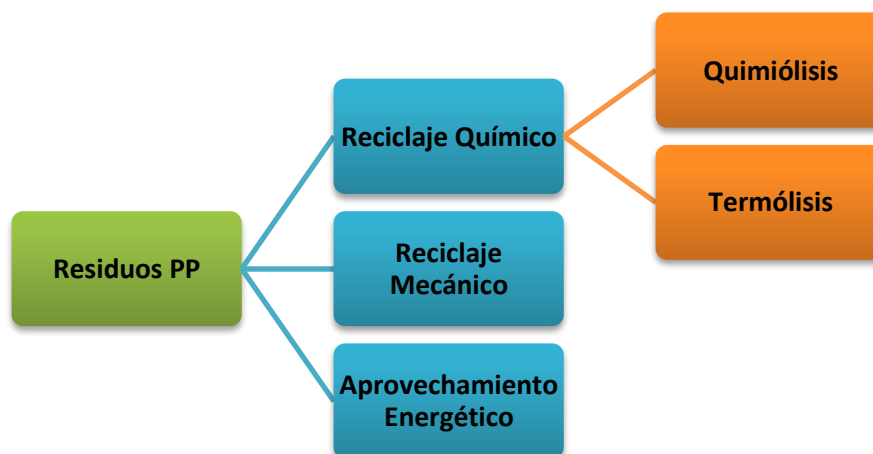 Residuos PP
Reciclaje Químico
Reciclaje
Mecánico
Aprovechamiento
Energético
Quimiólisis
Termólisis